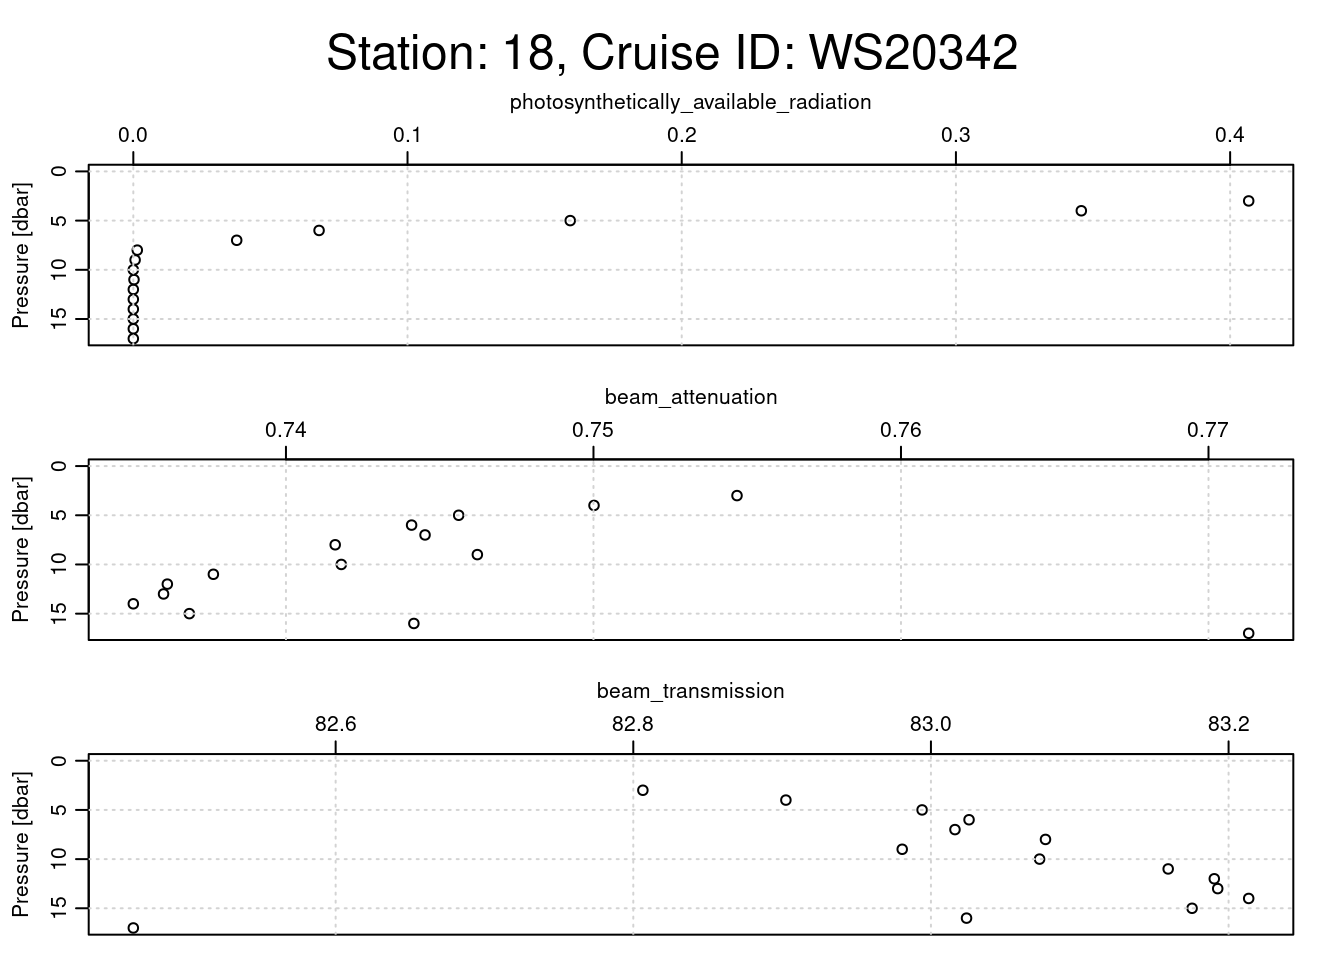 Station: 18, Cruise ID: WS20342
photosynthetically_available_radiation
0.0 0.1 0.2 0.3 0.4
Pressure [dbar]
0
5
10
15
beam_attenuation
0.74 0.75 0.76 0.77
Pressure [dbar]
0
5
10
15
beam_transmission
82.6 82.8 83.0 83.2
Pressure [dbar]
0
5
10
15